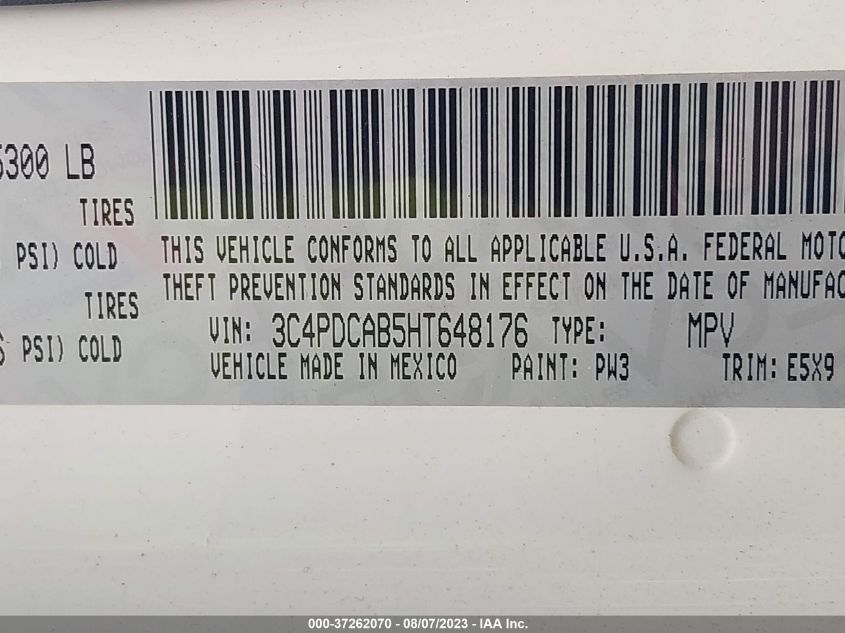 5300 LB
TIRES
PSI) COLD
TIRES
PSI) COLD
THIS VEHICLE CONFORMS TO ALL APPLICABLE U.S.A. FEDERAL MOTO
THEFT PREVENTION STANDARDS IN EFFECT ON THE DATE OF MANUFAC
VIN: 3C4PDCAB5HT648176 TYPE: MPV
VEHICLE MADE IN MEXICO PAINT: PW3 TRIM: E5X9
000-37262070 - 08/07/2023 - IAA Inc.